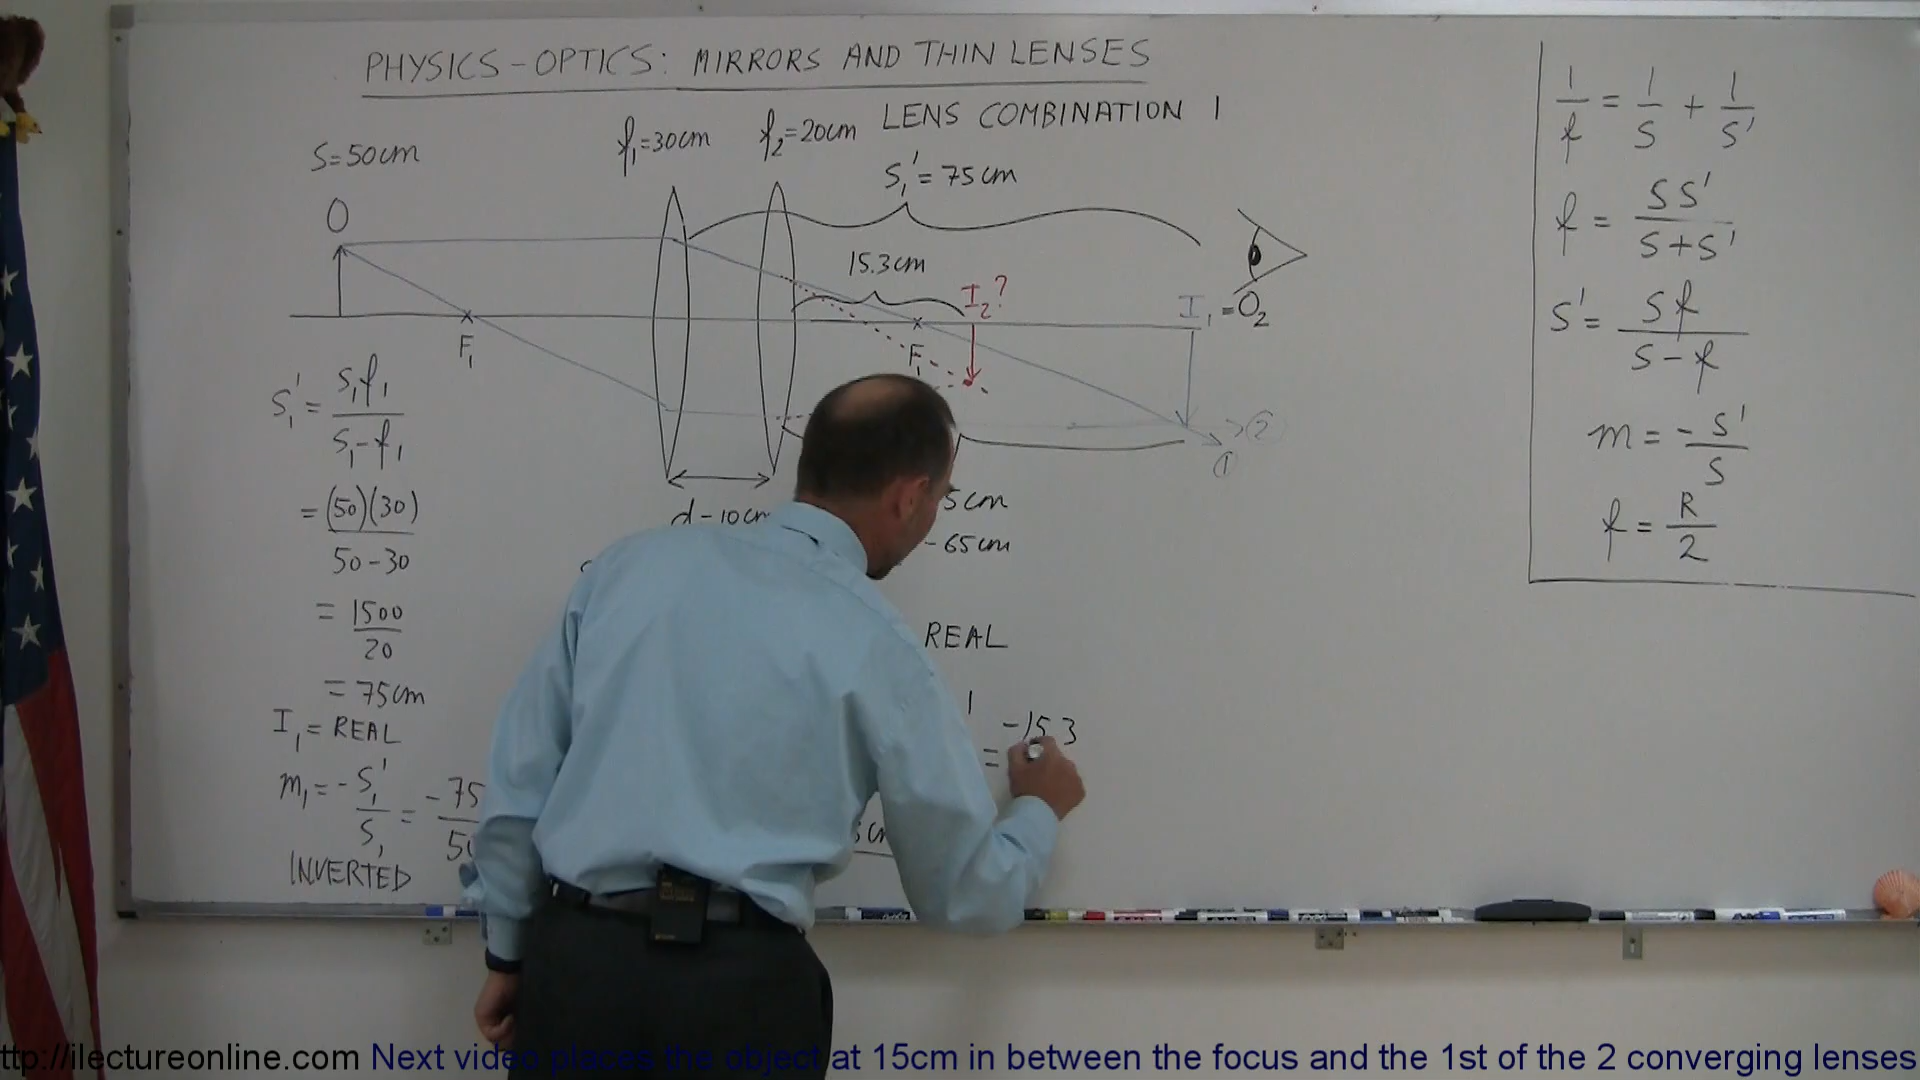 PHYSICS - OPTICS: MIRRORS AND THIN LENSES
LENS COMBINATION 1
S=50cm
f₁=30cm
f₂=20cm
S₁'=75cm
O
15.3cm
I₂?
I₁=O₂
F₁
F₁
②
①
d-10cm
5cm
-65cm
S₁' = S₁f₁ / S₁-f₁
= (50)(30) / 50-30
= 1500 / 20
= 75cm
I₁ = REAL
m₁ = -S₁' / S₁ = -75
INVERTED
REAL
= -15.3
1/f = 1/S + 1/S'
f = SS' / S+S'
S' = Sf / S-f
m = -S' / S
f = R / 2
ttp://ilectureonline.com Next video places the object at 15cm in between the focus and the 1st of the 2 converging lenses